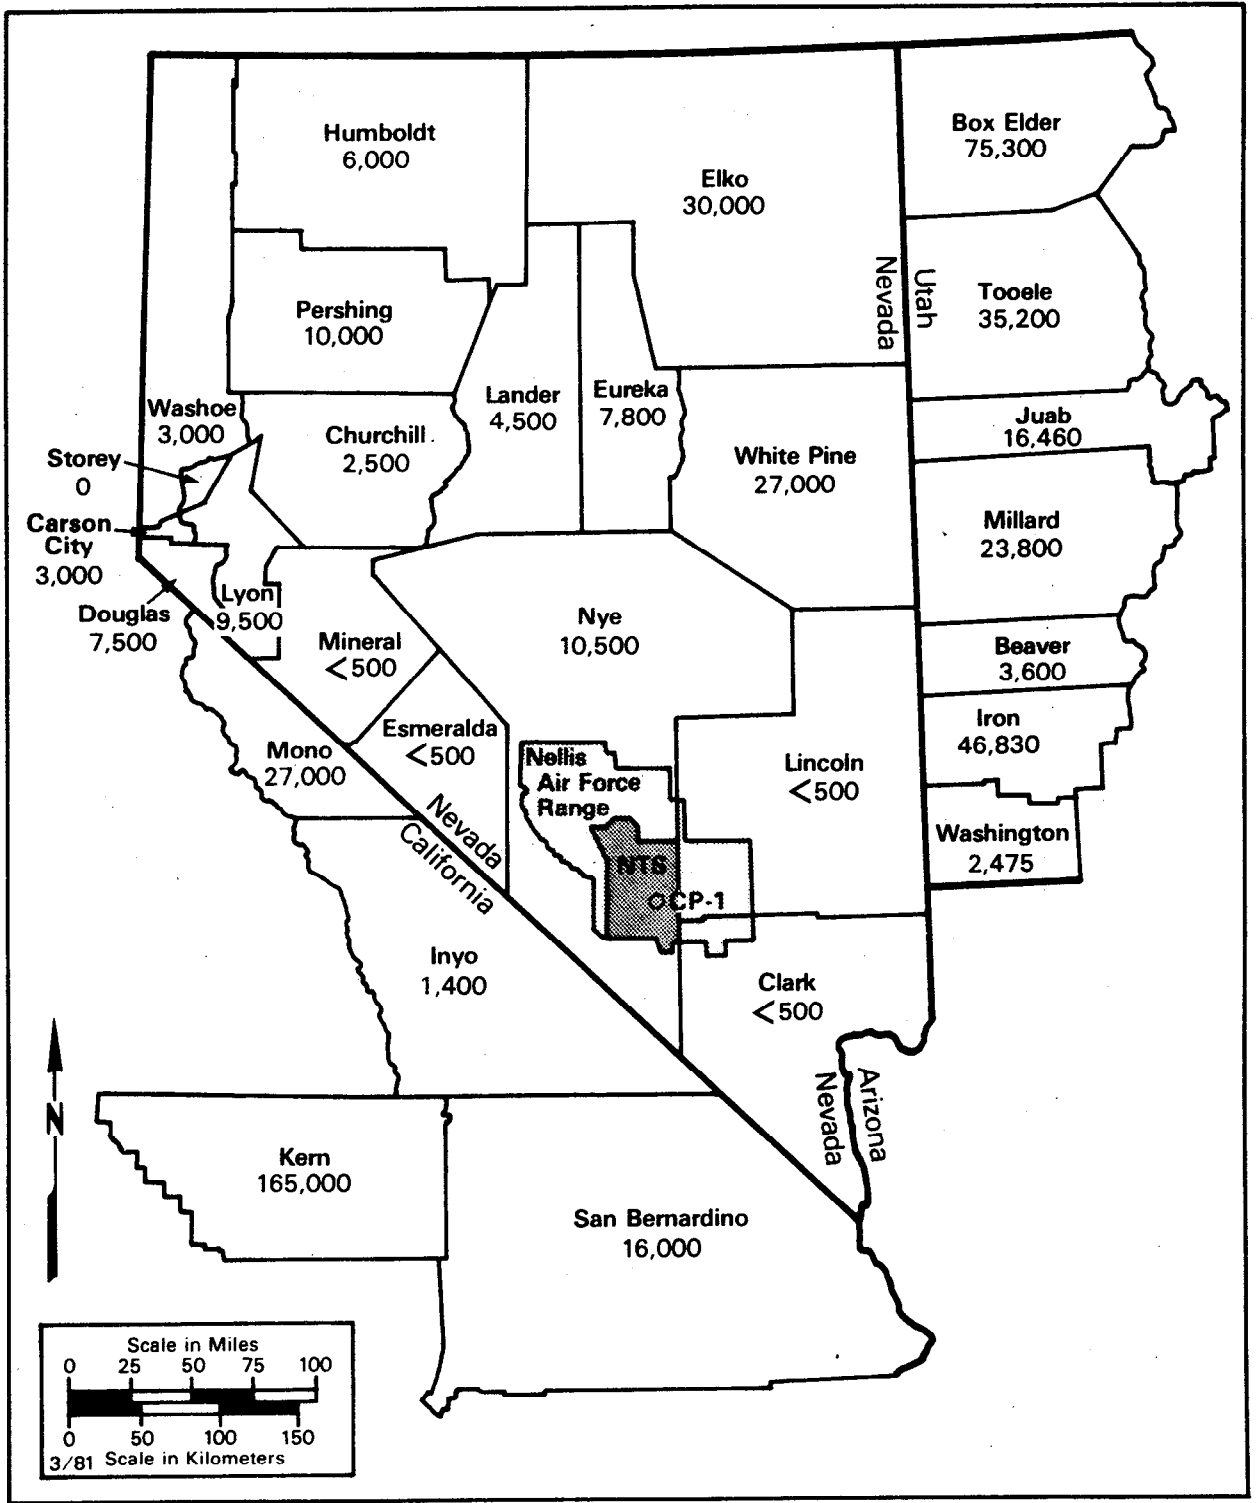 Humboldt
6,000
Elko
30,000
Box Elder
75,300
Pershing
10,000
Nevada
Utah
Tooele
35,200
Washoe
3,000
Churchill
2,500
Lander
4,500
Eureka
7,800
White Pine
27,000
Juab
16,460
Storey
0
Carson
City
3,000
Millard
23,800
Douglas
7,500
Lyon
9,500
Mineral
<500
Nye
10,500
Beaver
3,600
Mono
27,000
Esmeralda
<500
Nellis
Air Force
Range
Lincoln
<500
Iron
46,830
Nevada
California
NTS
CP-1
Washington
2,475
Inyo
1,400
Clark
<500
N
Arizona
Nevada
Kern
165,000
San Bernardino
16,000
Scale in Miles
0 25 50 75 100
0 50 100 150
3/81 Scale in Kilometers